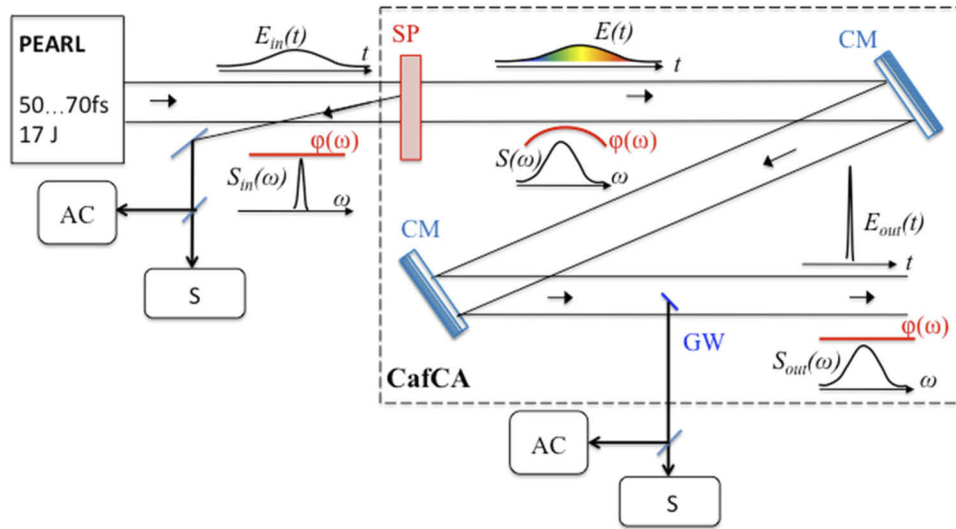 PEARL
50...70fs
17 J
E_in(t)
t
SP
E(t)
t
CM
φ(ω)
S_in(ω)
ω
S(ω)
φ(ω)
ω
AC
S
CM
E_out(t)
t
GW
φ(ω)
S_out(ω)
ω
CafCA
AC
S